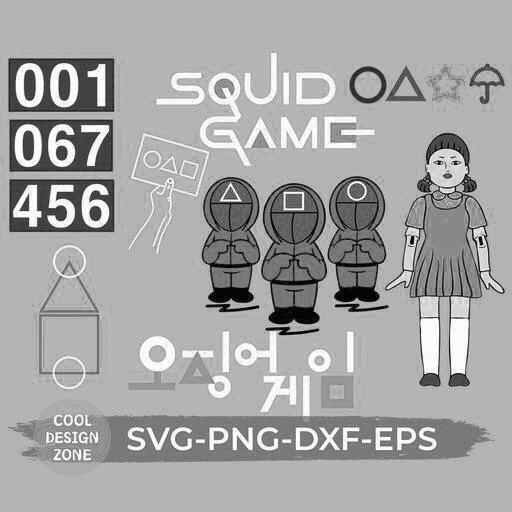 001
067
456
SQUID
GAME
오징어 게임
COOL
DESIGN
ZONE
SVG-PNG-DXF-EPS